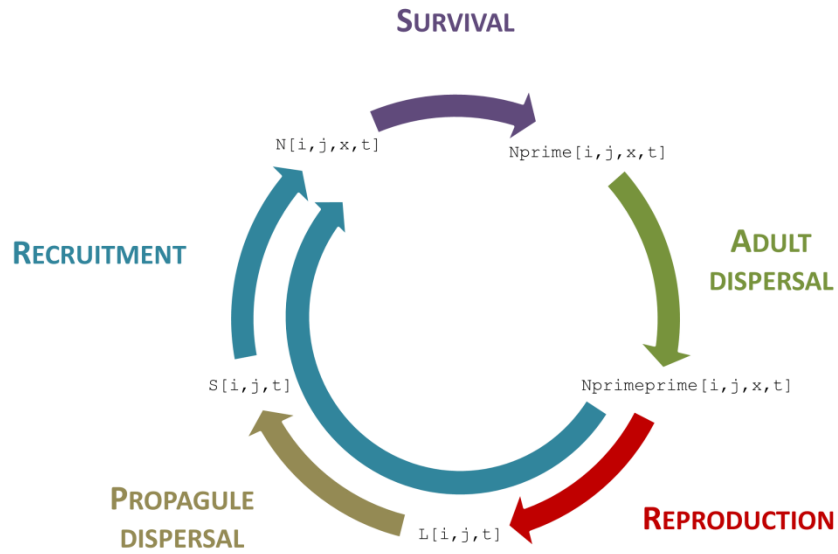 SURVIVAL
N[i,j,x,t]
Nprime[i,j,x,t]
RECRUITMENT
ADULT
DISPERSAL
S[i,j,t]
Nprimeprime[i,j,x,t]
PROPAGULE
DISPERSAL
L[i,j,t]
REPRODUCTION